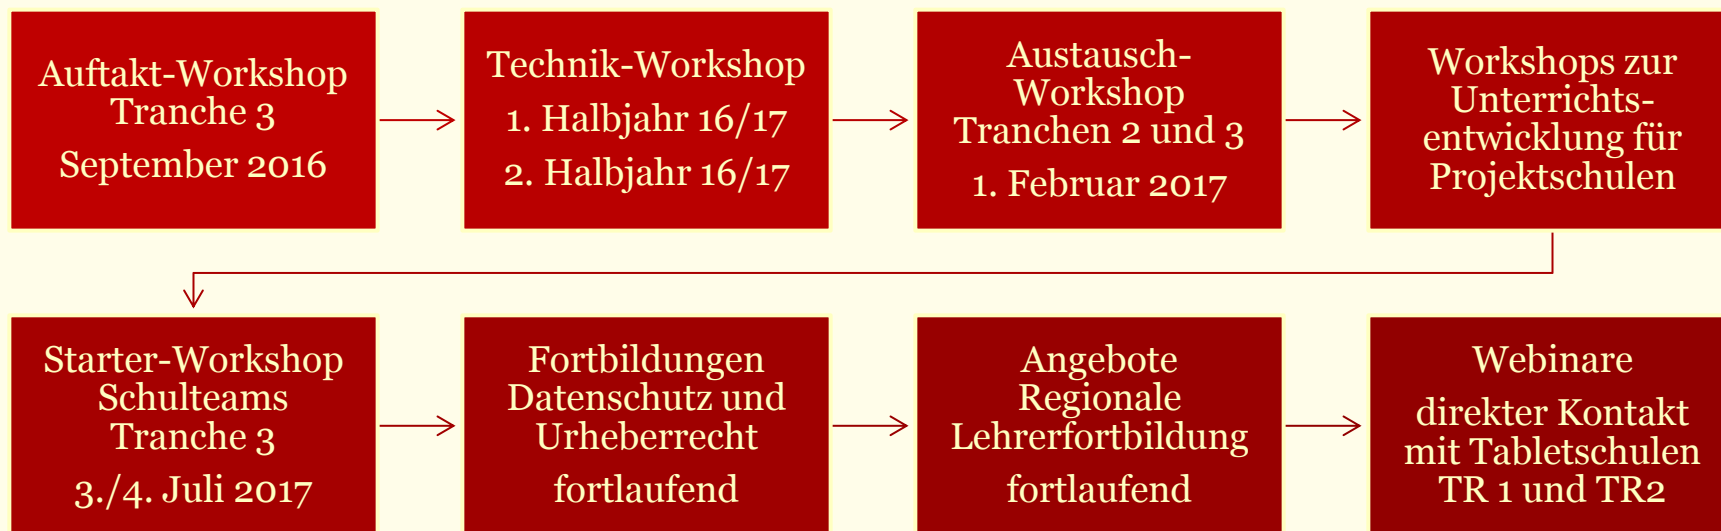 Auftakt-Workshop
Tranche 3
September 2016
Technik-Workshop
1. Halbjahr 16/17
2. Halbjahr 16/17
Austausch-
Workshop
Tranchen 2 und 3
1. Februar 2017
Workshops zur
Unterrichts-
entwicklung für
Projektschulen
Starter-Workshop
Schulteams
Tranche 3
3./4. Juli 2017
Fortbildungen
Datenschutz und
Urheberrecht
fortlaufend
Angebote
Regionale
Lehrerfortbildung
fortlaufend
Webinare
direkter Kontakt
mit Tabletschulen
TR 1 und TR2